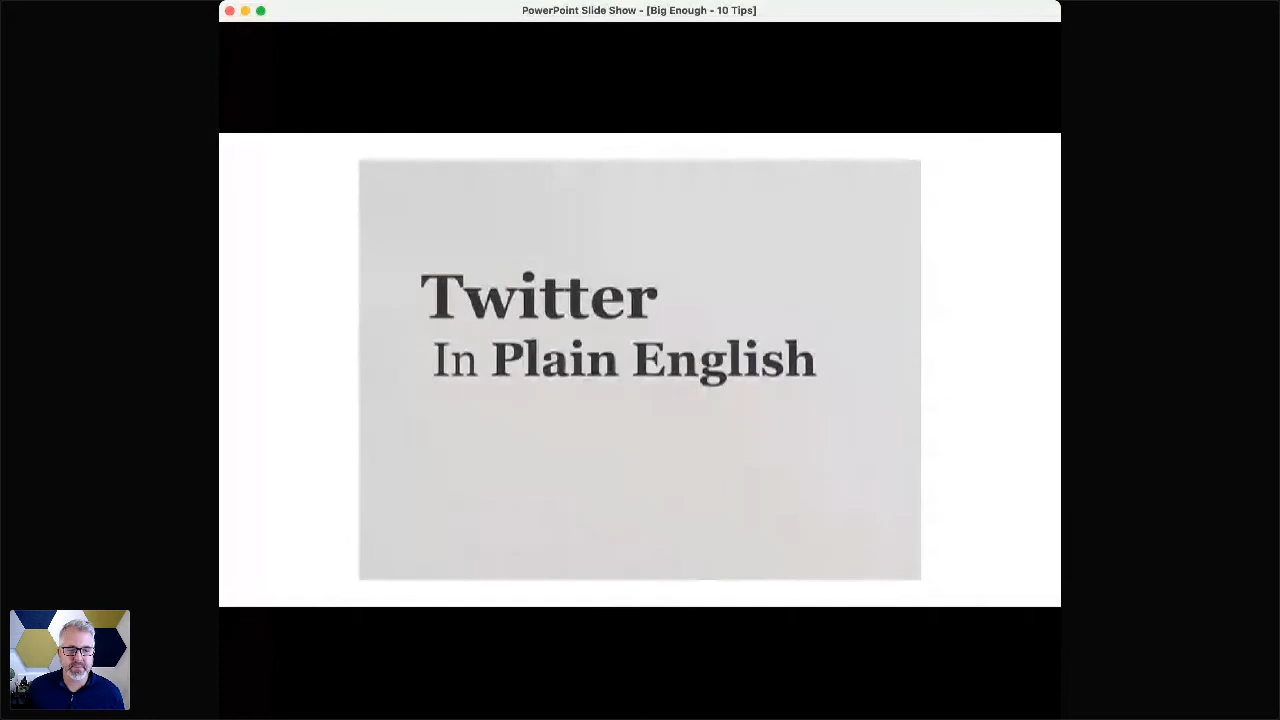 PowerPoint Slide Show - [Big Enough - 10 Tips]
Twitter
In Plain English